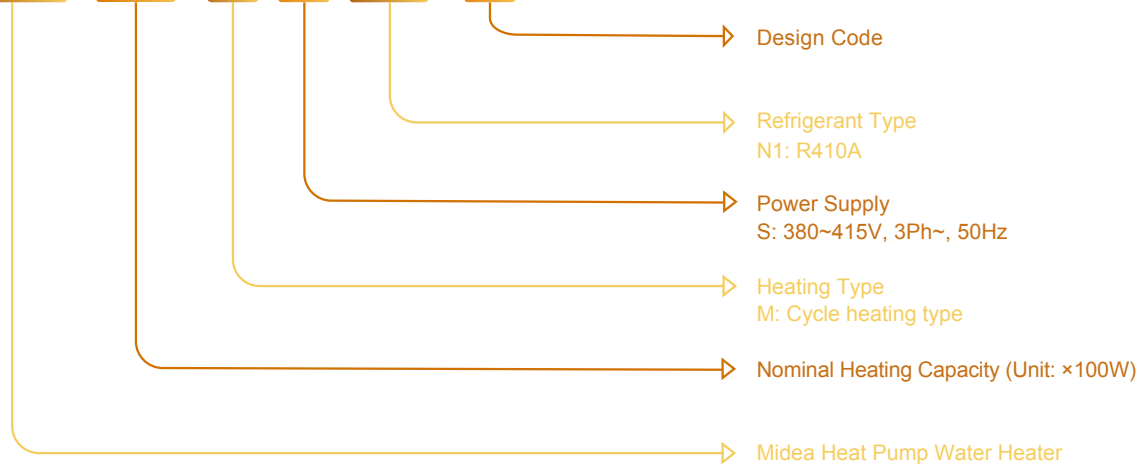 Design Code
Refrigerant Type
N1: R410A
Power Supply
S: 380~415V, 3Ph~, 50Hz
Heating Type
M: Cycle heating type
Nominal Heating Capacity (Unit: ×100W)
Midea Heat Pump Water Heater